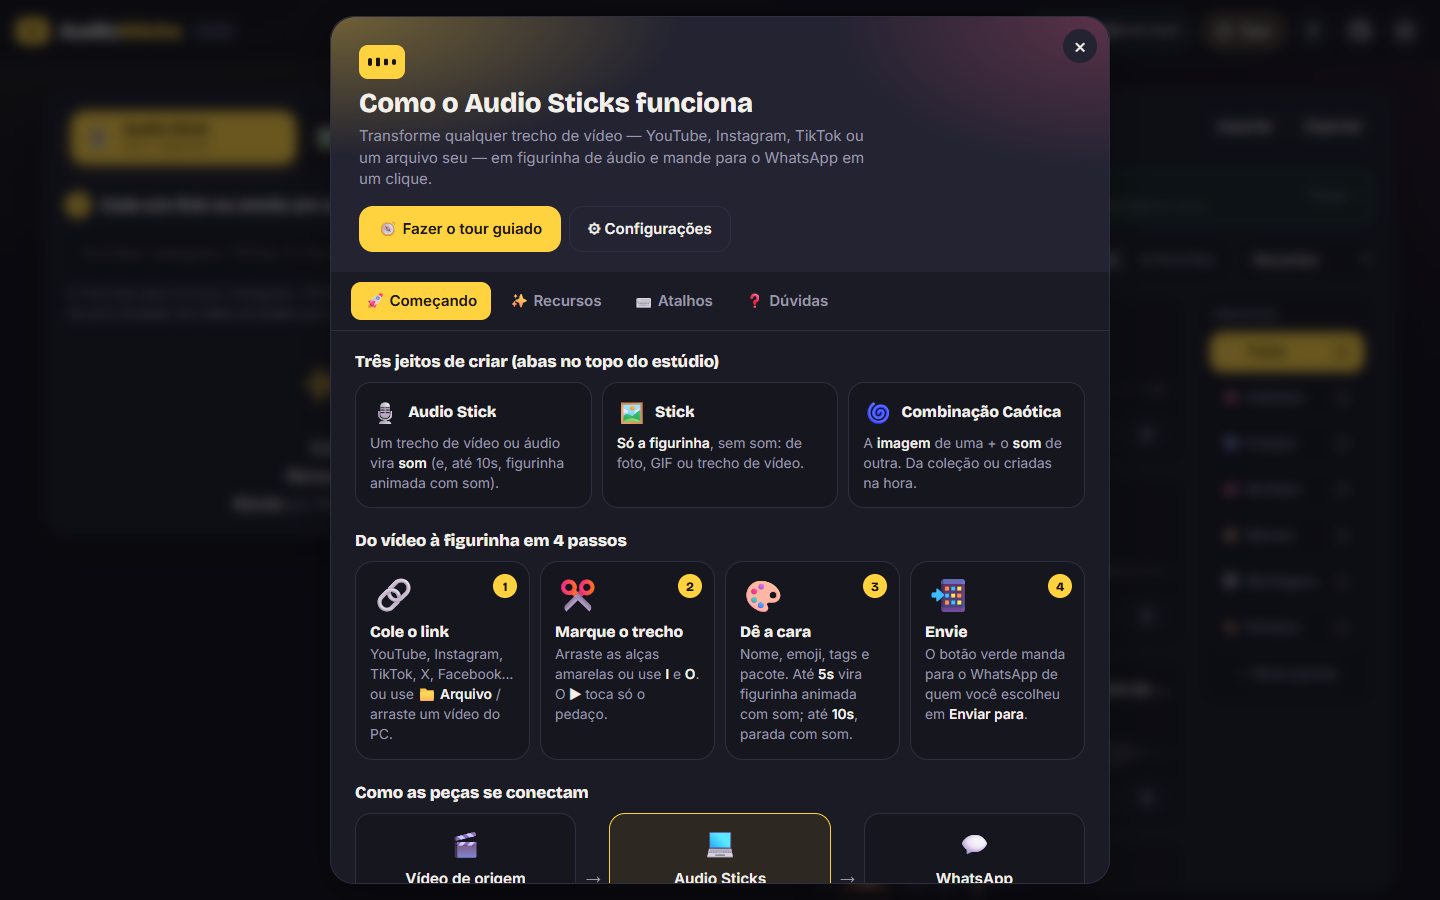 Como o Audio Sticks funciona
Transforme qualquer trecho de vídeo — YouTube, Instagram, TikTok ou
um arquivo seu — em figurinha de áudio e mande para o WhatsApp em
um clique.
Fazer o tour guiado
Configurações
Começando
Recursos
Atalhos
Dúvidas
Três jeitos de criar (abas no topo do estúdio)
Audio Stick
Um trecho de vídeo ou áudio
vira som (e, até 10s, figurinha
animada com som).
Stick
Só a figurinha, sem som: de
foto, GIF ou trecho de vídeo.
Combinação Caótica
A imagem de uma + o som de
outra. Da coleção ou criadas
na hora.
Do vídeo à figurinha em 4 passos
1
Cole o link
YouTube, Instagram,
TikTok, X, Facebook...
ou use Arquivo /
arraste um vídeo do
PC.
2
Marque o trecho
Arraste as alças
amarelas ou use I e O.
O ▶ toca só o
pedaço.
3
Dê a cara
Nome, emoji, tags e
pacote. Até 5s vira
figurinha animada
com som; até 10s,
parada com som.
4
Envie
O botão verde manda
para o WhatsApp de
quem você escolheu
em Enviar para.
Como as peças se conectam
Vídeo de origem
→
Audio Sticks
→
WhatsApp